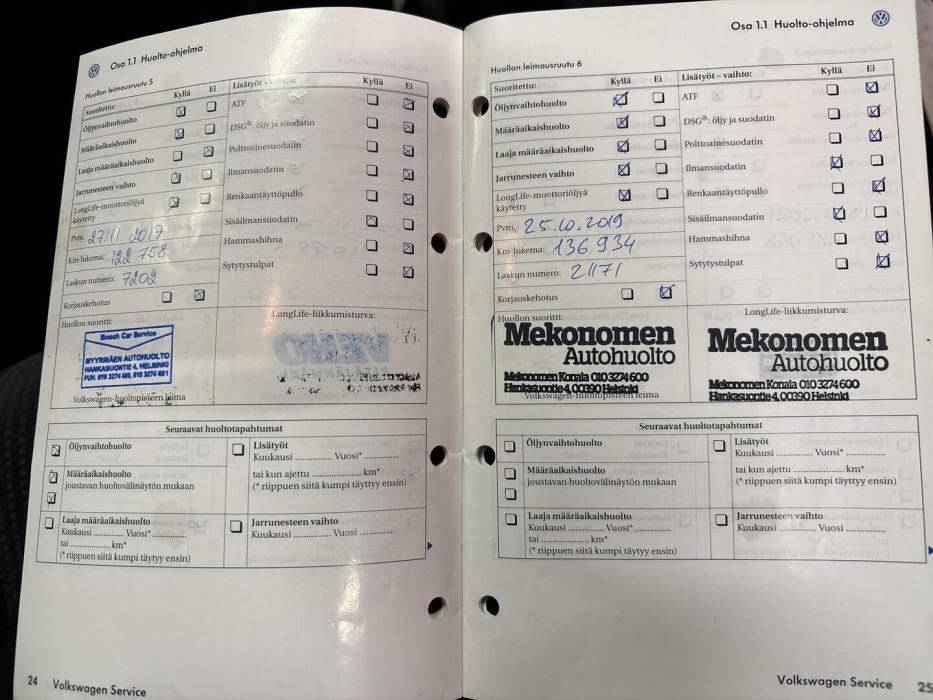 Osa 1.1 Huolto-ohjelma
Huollon leimausruutu 5
Suoritettu: Kyllä Ei
Öljynvaihtohuolto
Määräaikaishuolto
Laaja määräaikaishuolto
Jarrunesteen vaihto
LongLife-moottoriöljyä
käytetty
Pvm. 27.11.2017
Km-lukema: 122 758
Laskun numero: 7202
Korjauskehotus
Lisätyöt – vaihto: Kyllä Ei
ATF
DSG®: öljy ja suodatin
Polttoainesuodatin
Ilmansuodatin
Renkaantäyttöpullo
Sisäilmansuodatin
Hammashihna
Sytytystulpat
Huollon suoritti:
Bosch Car Service
MYYRMÄEN AUTOHUOLTO
HANKASUONTIE 4, HELSINKI
Volkswagen-huoltopisteen leima
LongLife-liikkumisturva:
Seuraavat huoltotapahtumat
Öljynvaihtohuolto
Määräaikaishuolto
joustavan huoltovälinäytön mukaan
Laaja määräaikaishuolto
Kuukausi .............. Vuosi* ..............
tai ...................... km*
(* riippuen siitä kumpi täytyy ensin)
Lisätyöt
Kuukausi .............. Vuosi* ..............
tai kun ajettu ...................... km*
(* riippuen siitä kumpi täyttyy ensin)
Jarrunesteen vaihto
Kuukausi .............. Vuosi ..............
24 Volkswagen Service
Osa 1.1 Huolto-ohjelma
Huollon leimausruutu 6
Suoritettu: Kyllä Ei
Öljynvaihtohuolto
Määräaikaishuolto
Laaja määräaikaishuolto
Jarrunesteen vaihto
LongLife-moottoriöljyä
käytetty
Pvm. 25.10.2019
Km-lukema: 136 934
Laskun numero: 21171
Korjauskehotus
Lisätyöt – vaihto: Kyllä Ei
ATF
DSG®: öljy ja suodatin
Polttoainesuodatin
Ilmansuodatin
Renkaantäyttöpullo
Sisäilmansuodatin
Hammashihna
Sytytystulpat
Huollon suoritti:
Mekonomen
Autohuolto
Mekonomen Konala 010 3274 600
Hankasuontie 4, 00390 Helsinki
Volkswagen-huoltopisteen leima
LongLife-liikkumisturva:
Mekonomen
Autohuolto
Mekonomen Konala 010 3274 600
Hankasuontie 4, 00390 Helsinki
Seuraavat huoltotapahtumat
Öljynvaihtohuolto
Määräaikaishuolto
joustavan huoltovälinäytön mukaan
Laaja määräaikaishuolto
Kuukausi .............. Vuosi* ..............
tai ...................... km*
(* riippuen siitä kumpi täytyy ensin)
Lisätyöt
Kuukausi .............. Vuosi* ..............
tai kun ajettu ...................... km*
(* riippuen siitä kumpi täyttyy ensin)
Jarrunesteen vaihto
Kuukausi .............. Vuosi ..............
Volkswagen Service 25